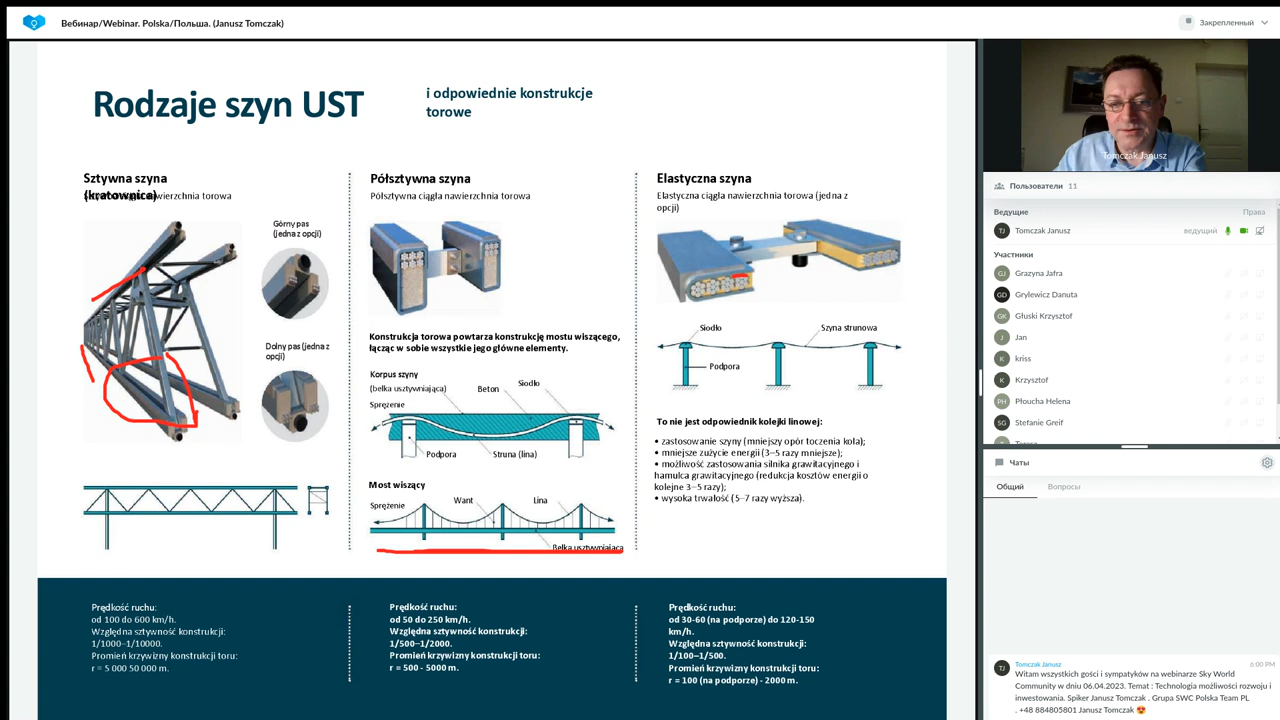 Вебинар/Webinar. Polska/Польша. (Janusz Tomczak)
Закрепленный
Rodzaje szyn UST
i odpowiednie konstrukcje
torowe
Sztywna szyna
(kratownica)
nawierzchnia torowa
Górny pas
(jedna z opcji)
Dolny pas (jedna z
opcji)
Półsztywna szyna
Półsztywna ciągła nawierzchnia torowa
Konstrukcja torowa powtarza konstrukcję mostu wiszącego,
łącząc w sobie wszystkie jego główne elementy.
Korpus szyny
(belka usztywniająca)
Beton
Siodło
Sprężenie
Podpora
Struna (lina)
Most wiszący
Sprężenie
Want
Lina
Belka usztywniająca
Elastyczna szyna
Elastyczna ciągła nawierzchnia torowa (jedna z
opcji)
Siodło
Szyna strunowa
Podpora
To nie jest odpowiednik kolejki linowej:
• zastosowanie szyny (mniejszy opór toczenia koła);
• mniejsze zużycie energii (3–5 razy mniejsze);
• możliwość zastosowania silnika grawitacyjnego i
hamulca grawitacyjnego (redukcja kosztów energii o
kolejne 3–5 razy);
• wysoka trwałość (5–7 razy wyższa).
Prędkość ruchu:
od 100 do 600 km/h.
Względna sztywność konstrukcji:
1/1000–1/10000.
Promień krzywizny konstrukcji toru:
r = 5 000 50 000 m.
Prędkość ruchu:
od 50 do 250 km/h.
Względna sztywność konstrukcji:
1/500–1/2000.
Promień krzywizny konstrukcji toru:
r = 500 - 5000 m.
Prędkość ruchu:
od 30-60 (na podporze) do 120-150
km/h.
Względna sztywność konstrukcji:
1/100–1/500.
Promień krzywizny konstrukcji toru:
r = 100 (na podporze) - 2000 m.
Tomczak Janusz
Пользователи 11
Ведущие
Права
TJ Tomczak Janusz ведущий
Участники
GJ Grazyna Jafra
GD Grylewicz Danuta
GK Głuski Krzysztof
J Jan
K kriss
K Krzysztof
PH Płoucha Helena
SG Stefanie Greif
Чаты
Общий
Вопросы
TJ
Tomczak Janusz
6:00 PM
Witam wszystkich gości i sympatyków na webinarze Sky World
Community w dniu 06.04.2023. Temat : Technologia możliwości rozwoju i
inwestowania. Spiker Janusz Tomczak . Grupa SWC Polska Team PL
. +48 884805801 Janusz Tomczak 😍